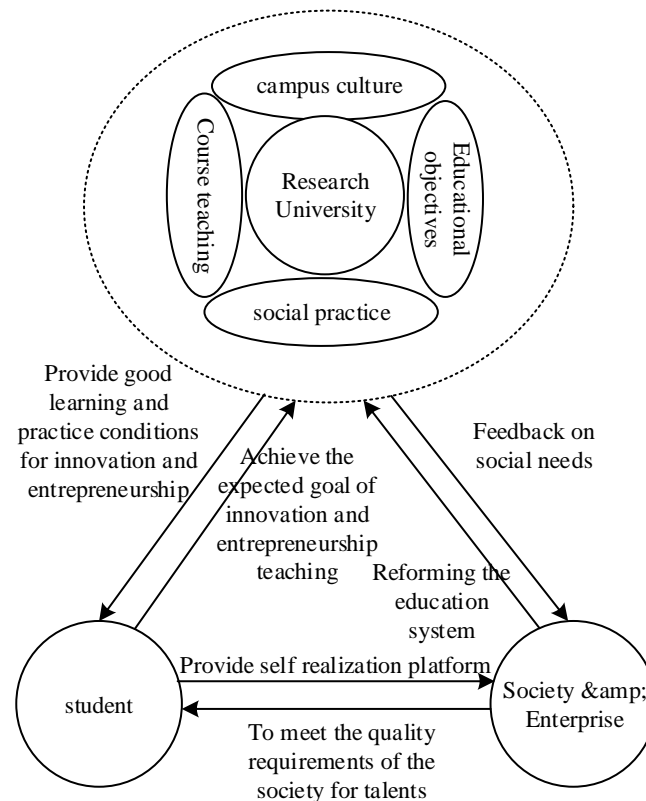 campus culture
Course teaching
Research
University
Educational
objectives
social practice
Provide good
learning and
practice conditions
for innovation and
entrepreneurship
Achieve the
expected goal of
innovation and
entrepreneurship
teaching
Feedback on
social needs
Reforming the
education
system
student
Provide self realization platform
Society &amp;
Enterprise
To meet the quality
requirements of the
society for talents